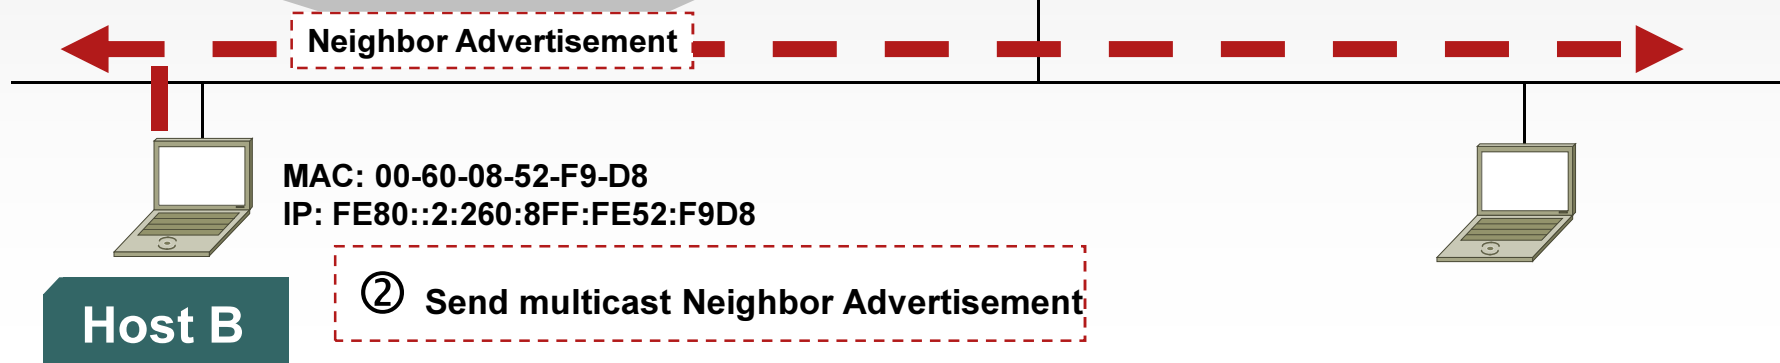 Neighbor Advertisement
MAC: 00-60-08-52-F9-D8
IP: FE80::2:260:8FF:FE52:F9D8
② Send multicast Neighbor Advertisement
Host B